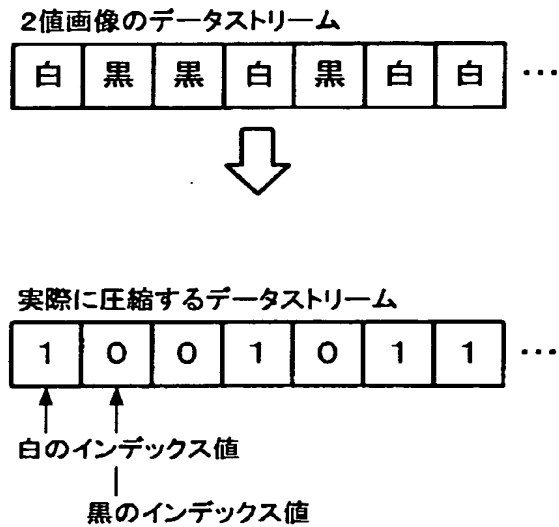 2値画像のデータストリーム
白 黒 黒 白 黒 白 白 …
実際に圧縮するデータストリーム
1 0 0 1 0 1 1 …
白のインデックス値
黒のインデックス値